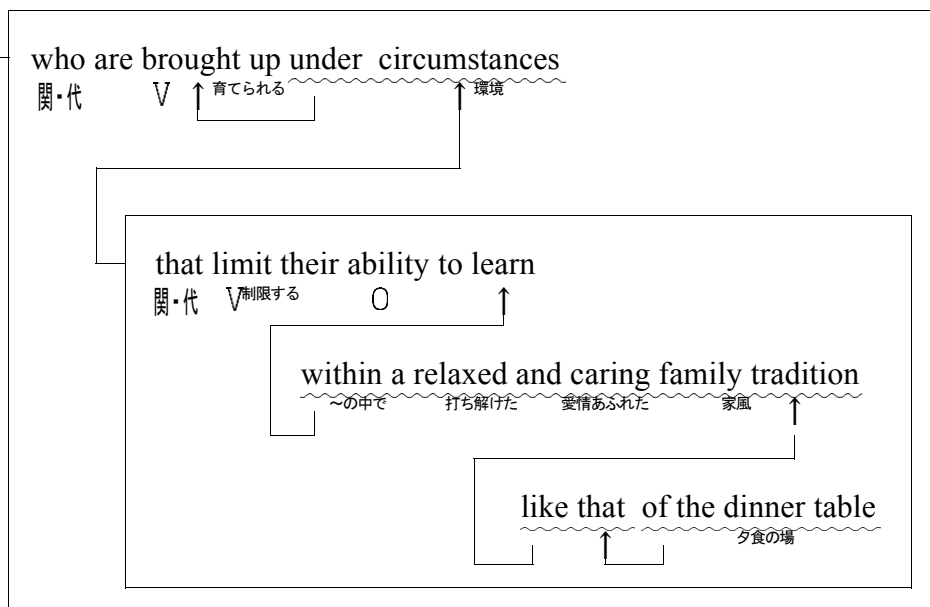 who are brought up under circumstances
関・代 V 育てられる 環境
that limit their ability to learn
関・代 V 制限する O
within a relaxed and caring family tradition
~の中で 打ち解けた 愛情あふれた 家風
like that of the dinner table
夕食の場